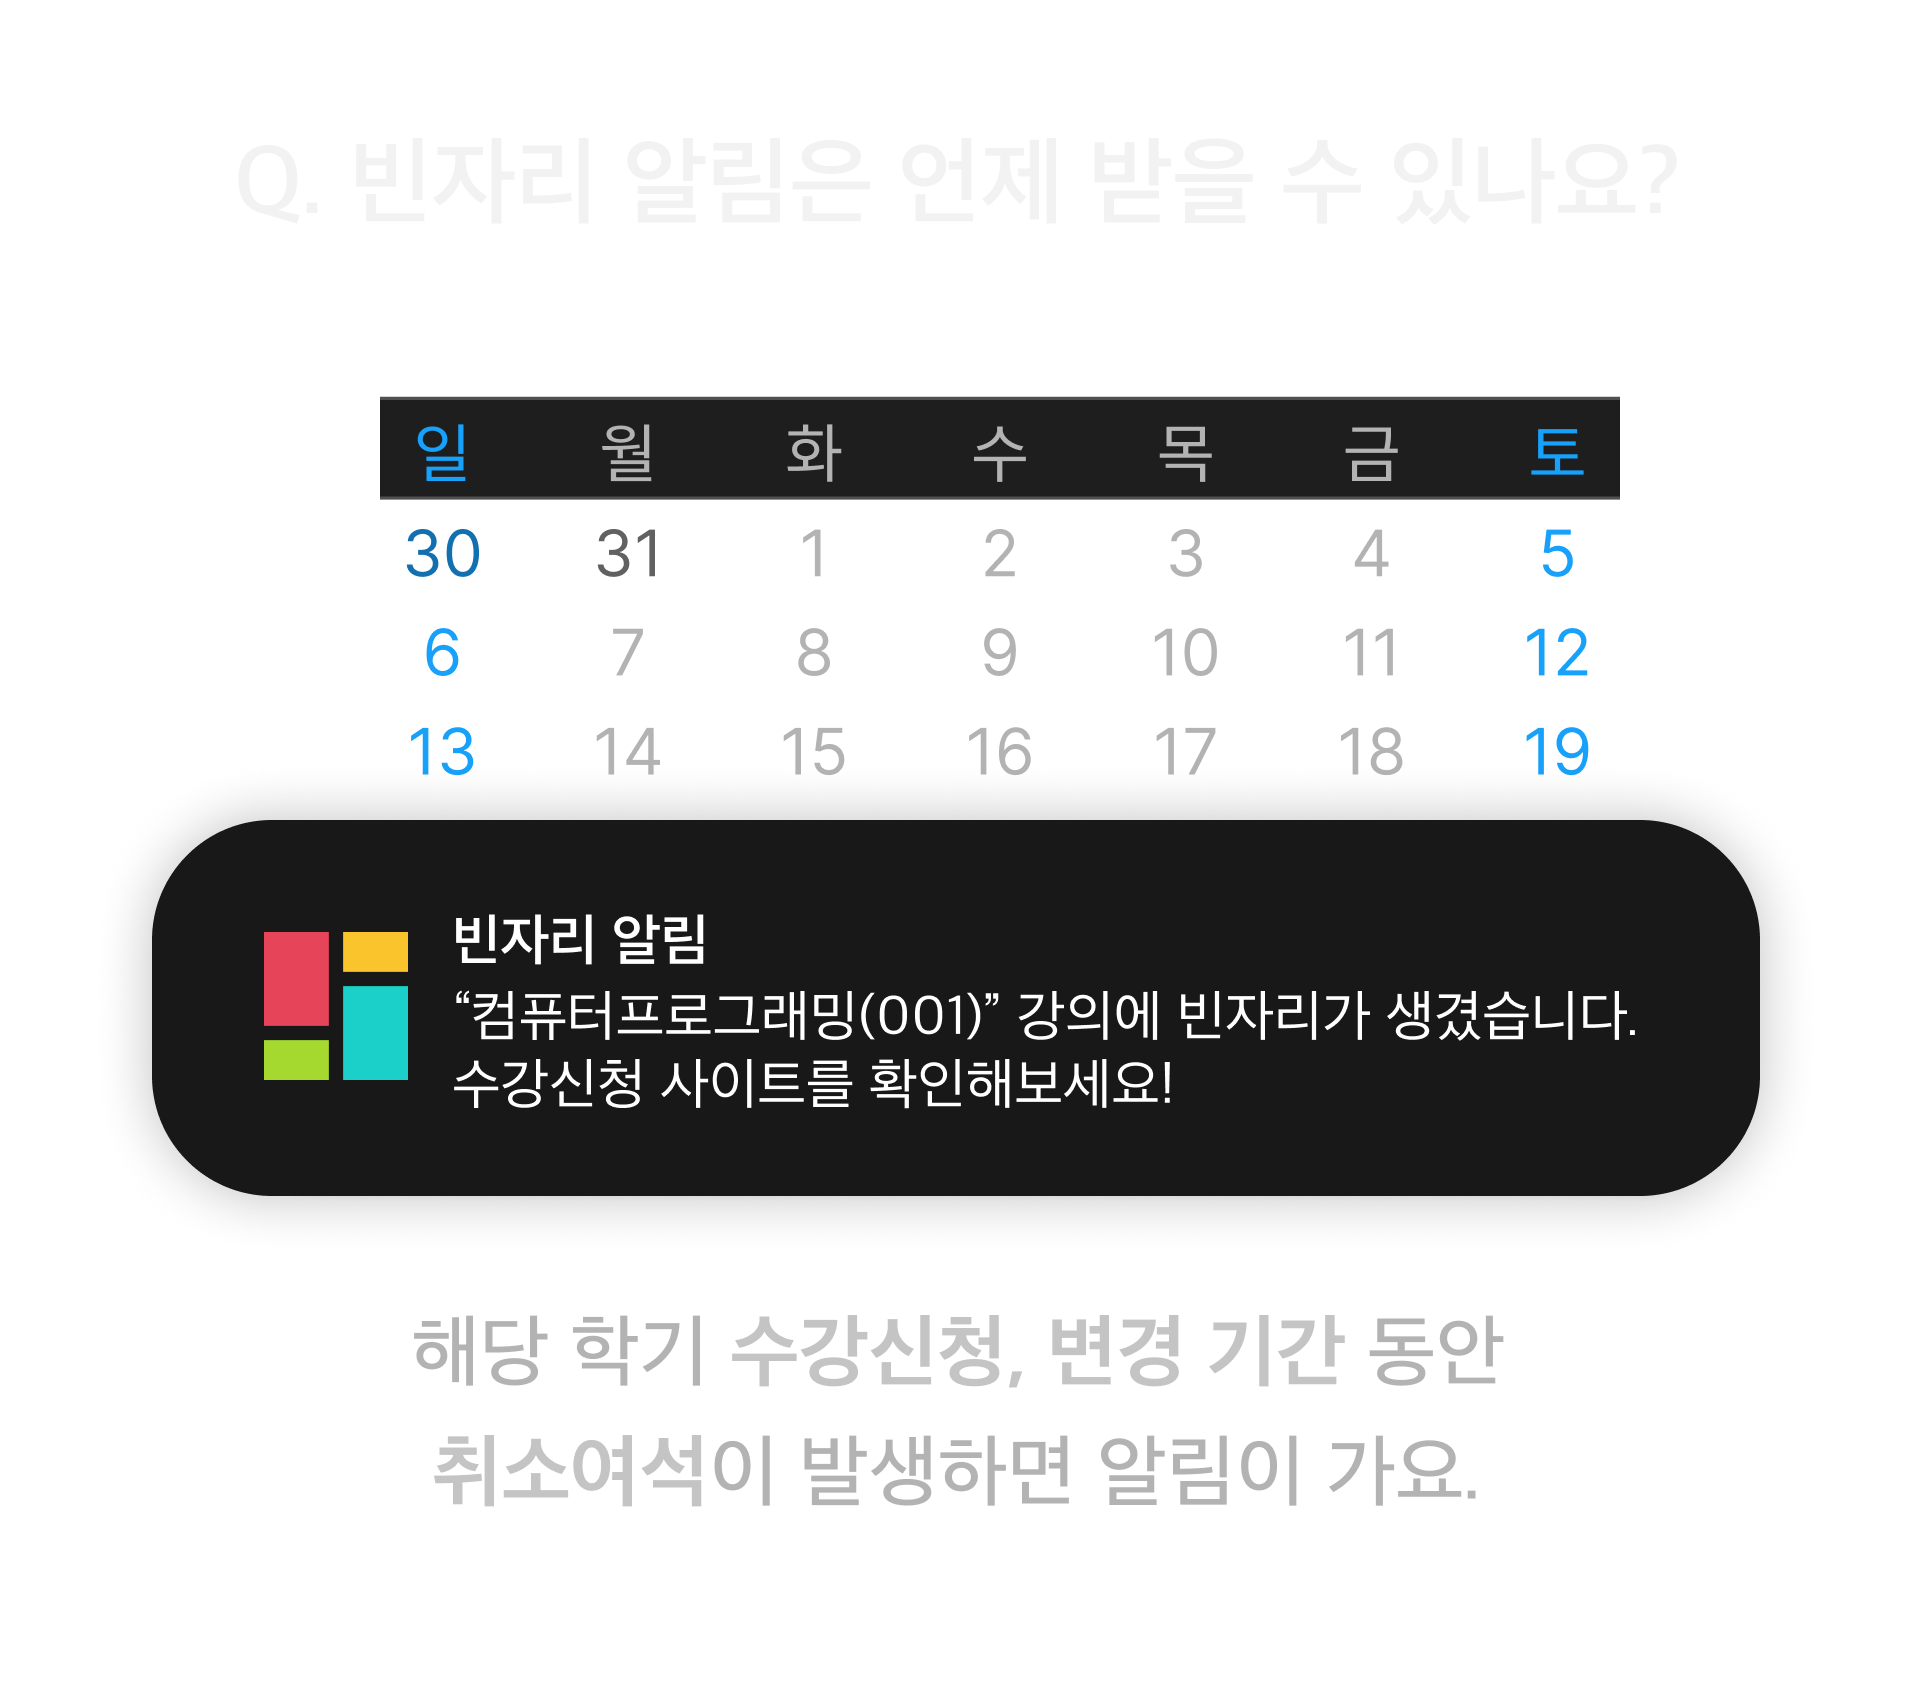 Q. 빈자리 알림은 언제 받을 수 있나요?
일 월 화 수 목 금 토
30 31 1 2 3 4 5
6 7 8 9 10 11 12
13 14 15 16 17 18 19
빈자리 알림
“컴퓨터프로그래밍(001)” 강의에 빈자리가 생겼습니다.
수강신청 사이트를 확인해보세요!
해당 학기 수강신청, 변경 기간 동안
취소여석이 발생하면 알림이 가요.